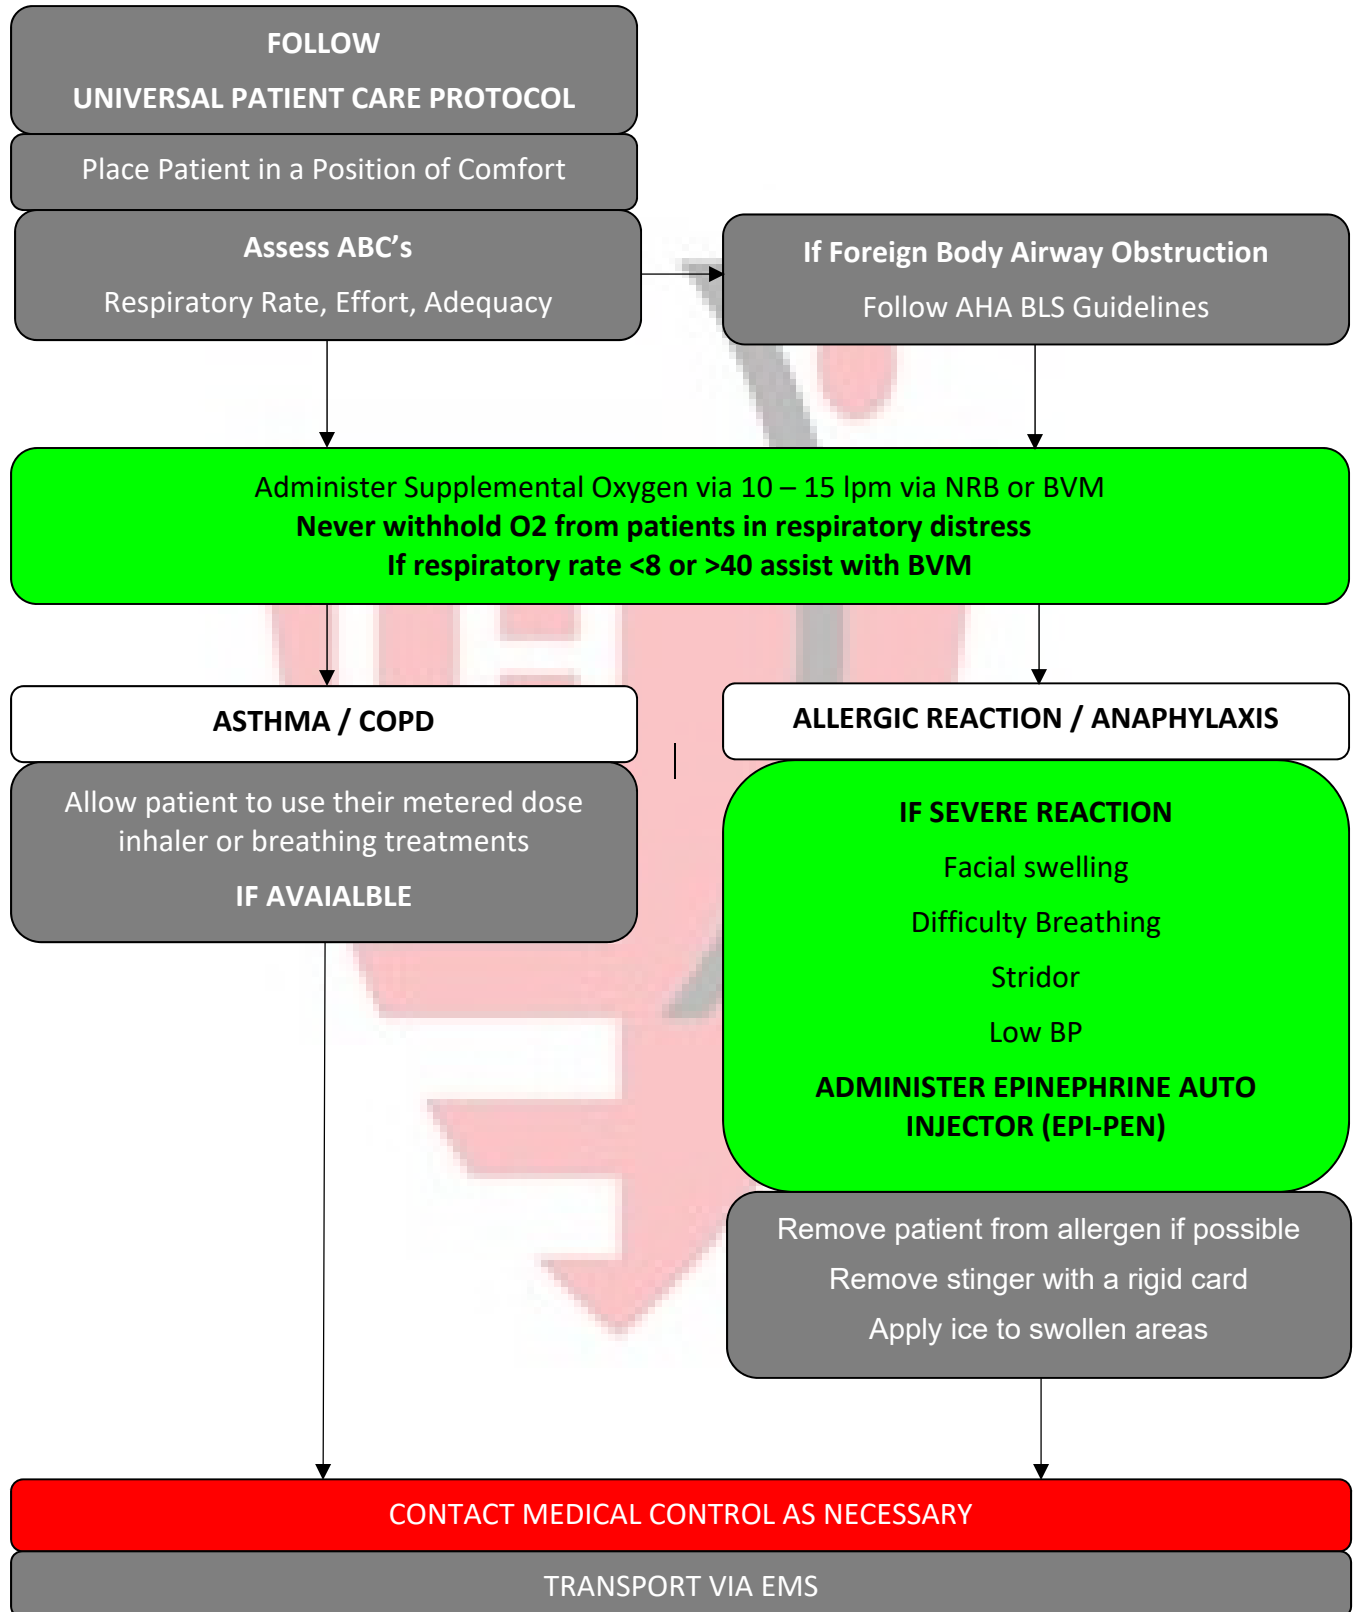 FOLLOW
UNIVERSAL PATIENT CARE PROTOCOL
Place Patient in a Position of Comfort
Assess ABC’s
Respiratory Rate, Effort, Adequacy
If Foreign Body Airway Obstruction
Follow AHA BLS Guidelines
Administer Supplemental Oxygen via 10 – 15 lpm via NRB or BVM
Never withhold O2 from patients in respiratory distress
If respiratory rate <8 or >40 assist with BVM
ASTHMA / COPD
Allow patient to use their metered dose
inhaler or breathing treatments
IF AVAIALBLE
ALLERGIC REACTION / ANAPHYLAXIS
IF SEVERE REACTION
Facial swelling
Difficulty Breathing
Stridor
Low BP
ADMINISTER EPINEPHRINE AUTO
INJECTOR (EPI-PEN)
Remove patient from allergen if possible
Remove stinger with a rigid card
Apply ice to swollen areas
CONTACT MEDICAL CONTROL AS NECESSARY
TRANSPORT VIA EMS